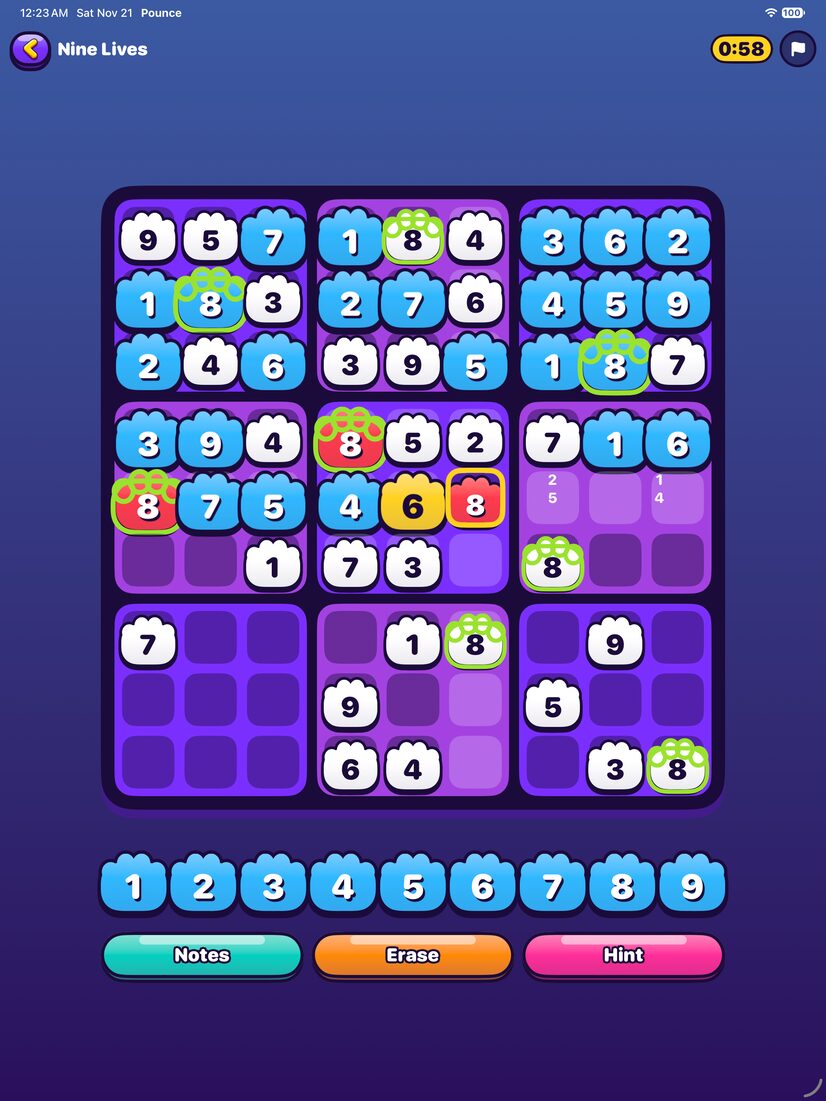 12:23 AM Sat Nov 21 Pounce 100
Nine Lives 0:58
9 5 7 1 8 4 3 6 2
1 8 3 2 7 6 4 5 9
2 4 6 3 9 5 1 8 7
3 9 4 8 5 2 7 1 6
8 7 5 4 6 8 2 5 1 4
1 7 3 8
7 1 8 9
9 5
6 4 3 8
1 2 3 4 5 6 7 8 9
Notes Erase Hint